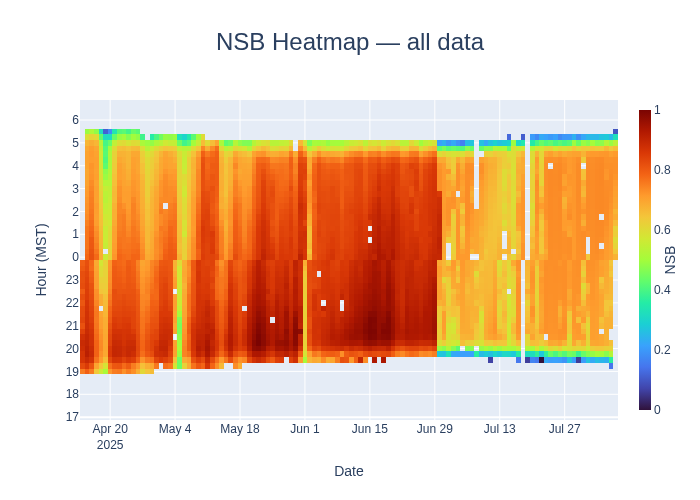 NSB Heatmap — all data
6
5
4
3
2
1
0
23
22
21
20
19
18
17
Hour (MST)
Apr 20
2025
May 4
May 18
Jun 1
Jun 15
Jun 29
Jul 13
Jul 27
Date
1
0.8
0.6
0.4
0.2
0
NSB